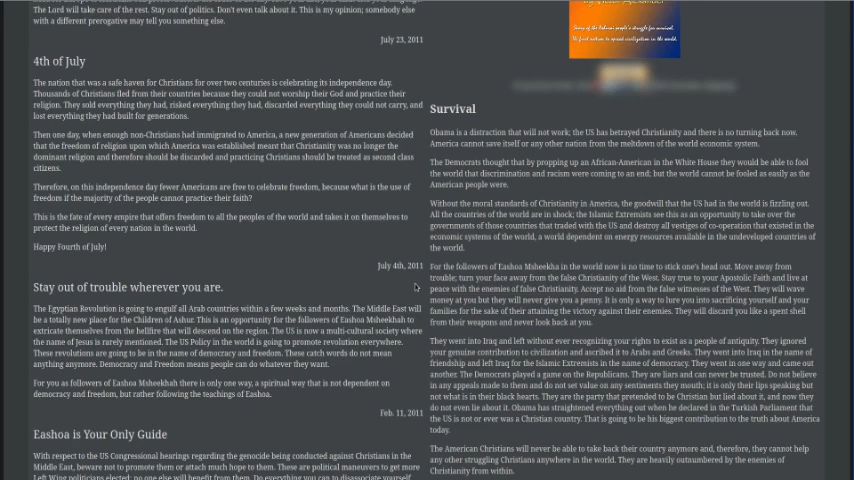 The Lord will take care of the rest. Stay out of politics. Don't even talk about it. This is my opinion; somebody else
with a different prerogative may tell you something else.
July 23, 2011
4th of July
The nation that was a safe haven for Christians for over two centuries is celebrating its independence day.
Thousands of Christians fled from their countries because they could not worship their God and practice their
religion. They sold everything they had, risked everything they had, discarded everything they could not carry, and
lost everything they had built for generations.
Then one day, when enough non-Christians had immigrated to America, a new generation of Americans decided
that the freedom of religion upon which America was established meant that Christianity was no longer the
dominant religion and therefore should be discarded and practicing Christians should be treated as second class
citizens.
Therefore, on this independence day fewer Americans are free to celebrate freedom, because what is the use of
freedom if the majority of the people cannot practice their faith?
This is the fate of every empire that offers freedom to all the peoples of the world and takes it on themselves to
protect the religion of every nation in the world.
Happy Fourth of July!
July 4th, 2011
Stay out of trouble wherever you are.
The Egyptian Revolution is going to engulf all Arab countries within a few weeks and months. The Middle East will
be a totally new place for the Children of Ashur. This is an opportunity for the followers of Eashoa Msheekhah to
extricate themselves from the hellfire that will descend on the region. The US is now a multi-cultural society where
the name of Jesus is rarely mentioned. The US Policy in the world is going to promote revolution everywhere.
These revolutions are going to be in the name of democracy and freedom. These catch words do not mean
anything anymore. Democracy and Freedom means people can do whatever they want.
For you as followers of Eashoa Msheekhah there is only one way, a spiritual way that is not dependent on
democracy and freedom, but rather following the teachings of Eashoa.
Feb. 11, 2011
Eashoa is Your Only Guide
With respect to the US Congressional hearings regarding the genocide being conducted against Christians in the
Middle East, beware not to promote them or attach much hope to them. These are political maneuvers to get more
Left Wing politicians elected; no one else will benefit from them. Do everything you can to disassociate yourself
Story of the Ashurai people's struggle for survival.
The first nation to spread civilization in the world.
Survival
Obama is a distraction that will not work; the US has betrayed Christianity and there is no turning back now.
America cannot save itself or any other nation from the meltdown of the world economic system.
The Democrats thought that by propping up an African-American in the White House they would be able to fool
the world that discrimination and racism were coming to an end; but the world cannot be fooled as easily as the
American people were.
Without the moral standards of Christianity in America, the goodwill that the US had in the world is fizzling out.
All the countries of the world are in shock; the Islamic Extremists see this as an opportunity to take over the
governments of those countries that traded with the US and destroy all vestiges of co-operation that existed in the
economic systems of the world, a world dependent on energy resources available in the undeveloped countries of
the world.
For the followers of Eashoa Msheekha in the world now is no time to stick one's head out. Move away from
trouble; turn your face away from the false Christianity of the West. Stay true to your Apostolic Faith and live at
peace with the enemies of false Christianity. Accept no aid from the false witnesses of the West. They will wave
money at you but they will never give you a penny. It is only a way to lure you into sacrificing yourself and your
families for the sake of their attaining the victory against their enemies. They will discard you like a spent shell
from their weapons and never look back at you.
They went into Iraq and left without ever recognizing your rights to exist as a people of antiquity. They ignored
your genuine contribution to civilization and ascribed it to Arabs and Greeks. They went into Iraq in the name of
friendship and left Iraq for the Islamic Extremists in the name of democracy. They went in one way and came out
another. The Democrats played a game on the Republicans. They are liars and can never be trusted. Do not believe
in any appeals made to them and do not set value on any sentiments they mouth; it is only their lips speaking but
not what is in their black hearts. They are the party that pretended to be Christian but lied about it, and now they
do not even lie about it. Obama has straightened everything out when he declared in the Turkish Parliament that
the US is not or ever was a Christian country. That is going to be his biggest contribution to the truth about America
today.
The American Christians will never be able to take back their country anymore and, therefore, they cannot help
any other struggling Christians anywhere in the world. They are heavily outnumbered by the enemies of
Christianity from within.